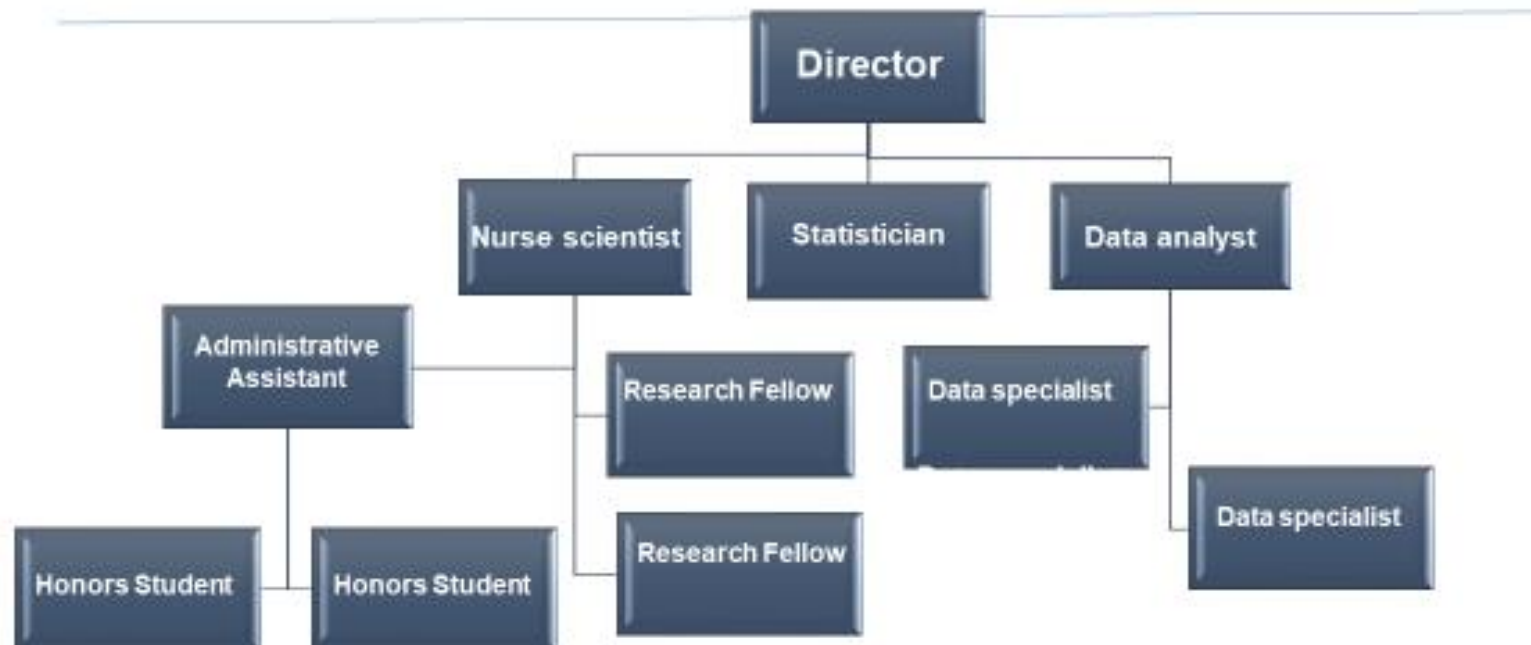 Director
Nurse scientist
Statistician
Data analyst
Administrative
Assistant
Research Fellow
Data specialist
Data specialist
Research Fellow
Honors Student
Honors Student